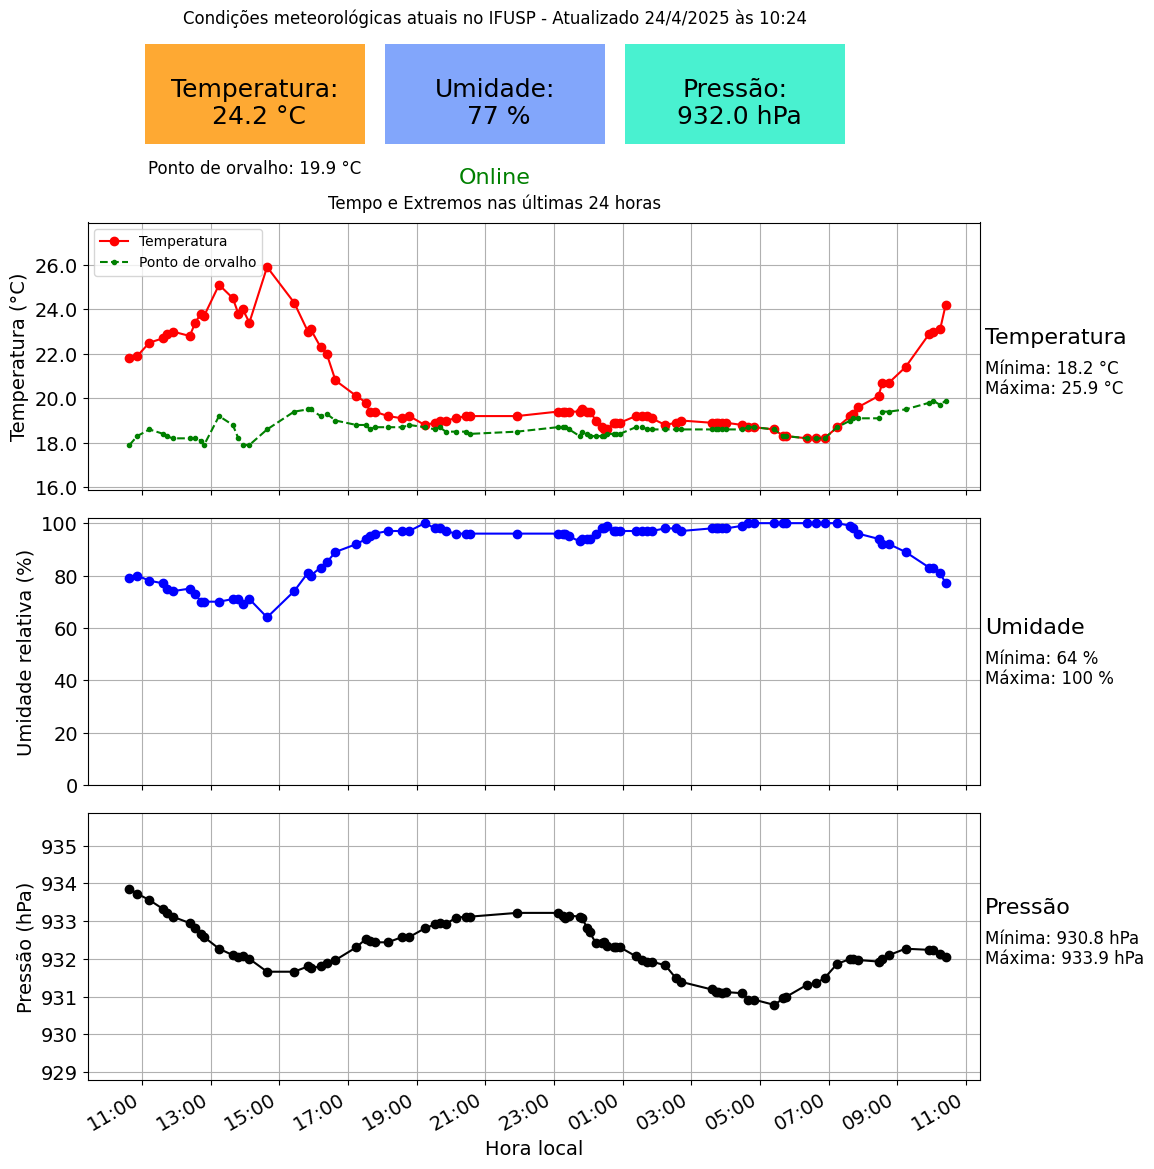 Condições meteorológicas atuais no IFUSP - Atualizado 24/4/2025 às 10:24
Temperatura:
24.2 °C
Umidade:
77 %
Pressão:
932.0 hPa
Ponto de orvalho: 19.9 °C
Online
Tempo e Extremos nas últimas 24 horas
Temperatura
Ponto de orvalho
Temperatura (°C)
26.0
24.0
22.0
20.0
18.0
16.0
Temperatura
Mínima: 18.2 °C
Máxima: 25.9 °C
Umidade relativa (%)
100
80
60
40
20
0
Umidade
Mínima: 64 %
Máxima: 100 %
Pressão (hPa)
935
934
933
932
931
930
929
Pressão
Mínima: 930.8 hPa
Máxima: 933.9 hPa
11:00 13:00 15:00 17:00 19:00 21:00 23:00 01:00 03:00 05:00 07:00 09:00 11:00
Hora local